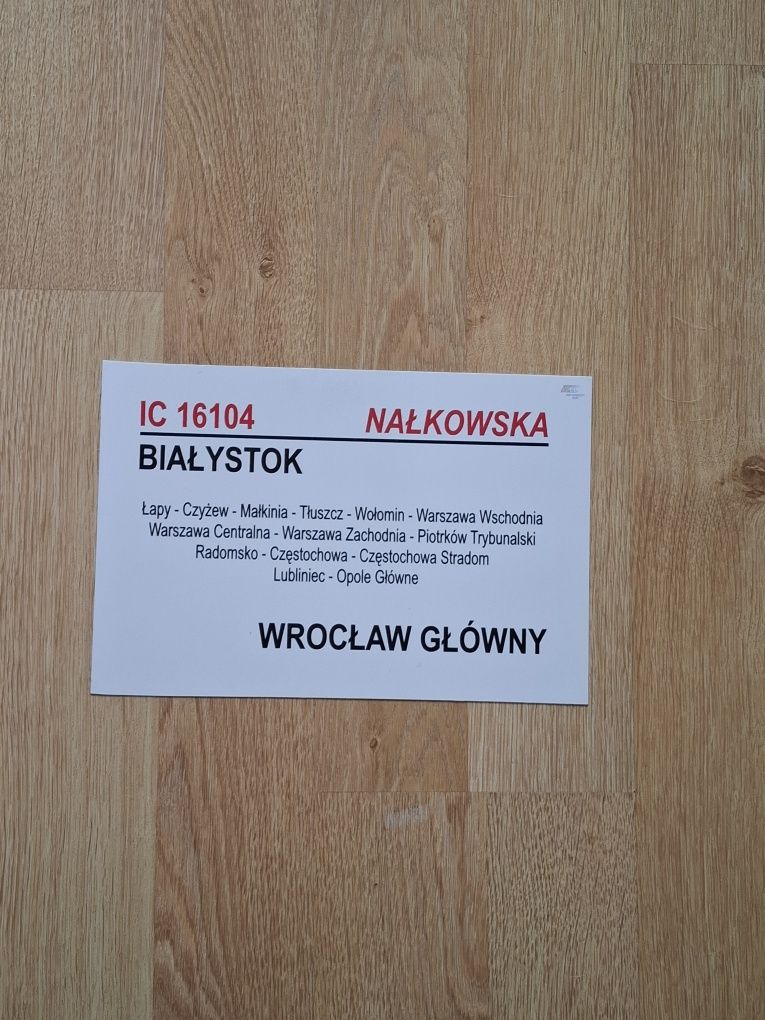 IC 16104 NAŁKOWSKA
BIAŁYSTOK
Łapy - Czyżew - Małkinia - Tłuszcz - Wołomin - Warszawa Wschodnia
Warszawa Centralna - Warszawa Zachodnia - Piotrków Trybunalski
Radomsko - Częstochowa - Częstochowa Stradom
Lubliniec - Opole Główne
WROCŁAW GŁÓWNY